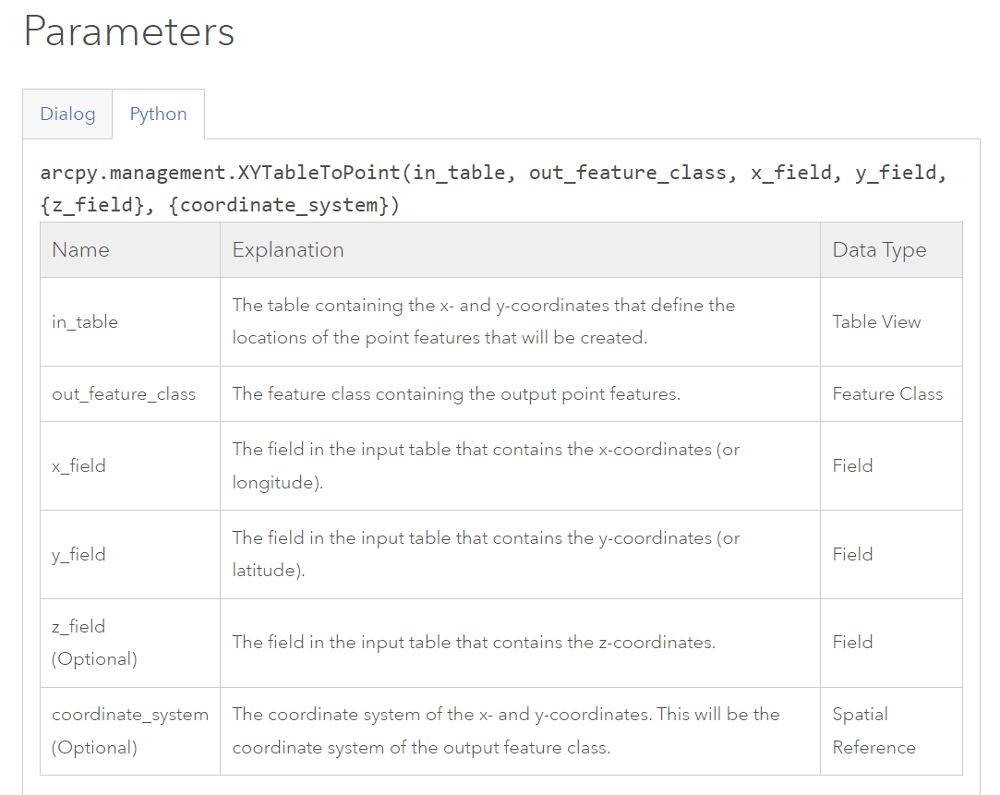 Parameters
Dialog
Python
arcpy.management.XYTableToPoint(in_table, out_feature_class, x_field, y_field,
{z_field}, {coordinate_system})
Name
Explanation
Data Type
in_table
The table containing the x- and y-coordinates that define the
locations of the point features that will be created.
Table View
out_feature_class
The feature class containing the output point features.
Feature Class
x_field
The field in the input table that contains the x-coordinates (or
longitude).
Field
y_field
The field in the input table that contains the y-coordinates (or
latitude).
Field
z_field
(Optional)
The field in the input table that contains the z-coordinates.
Field
coordinate_system
(Optional)
The coordinate system of the x- and y-coordinates. This will be the
coordinate system of the output feature class.
Spatial
Reference